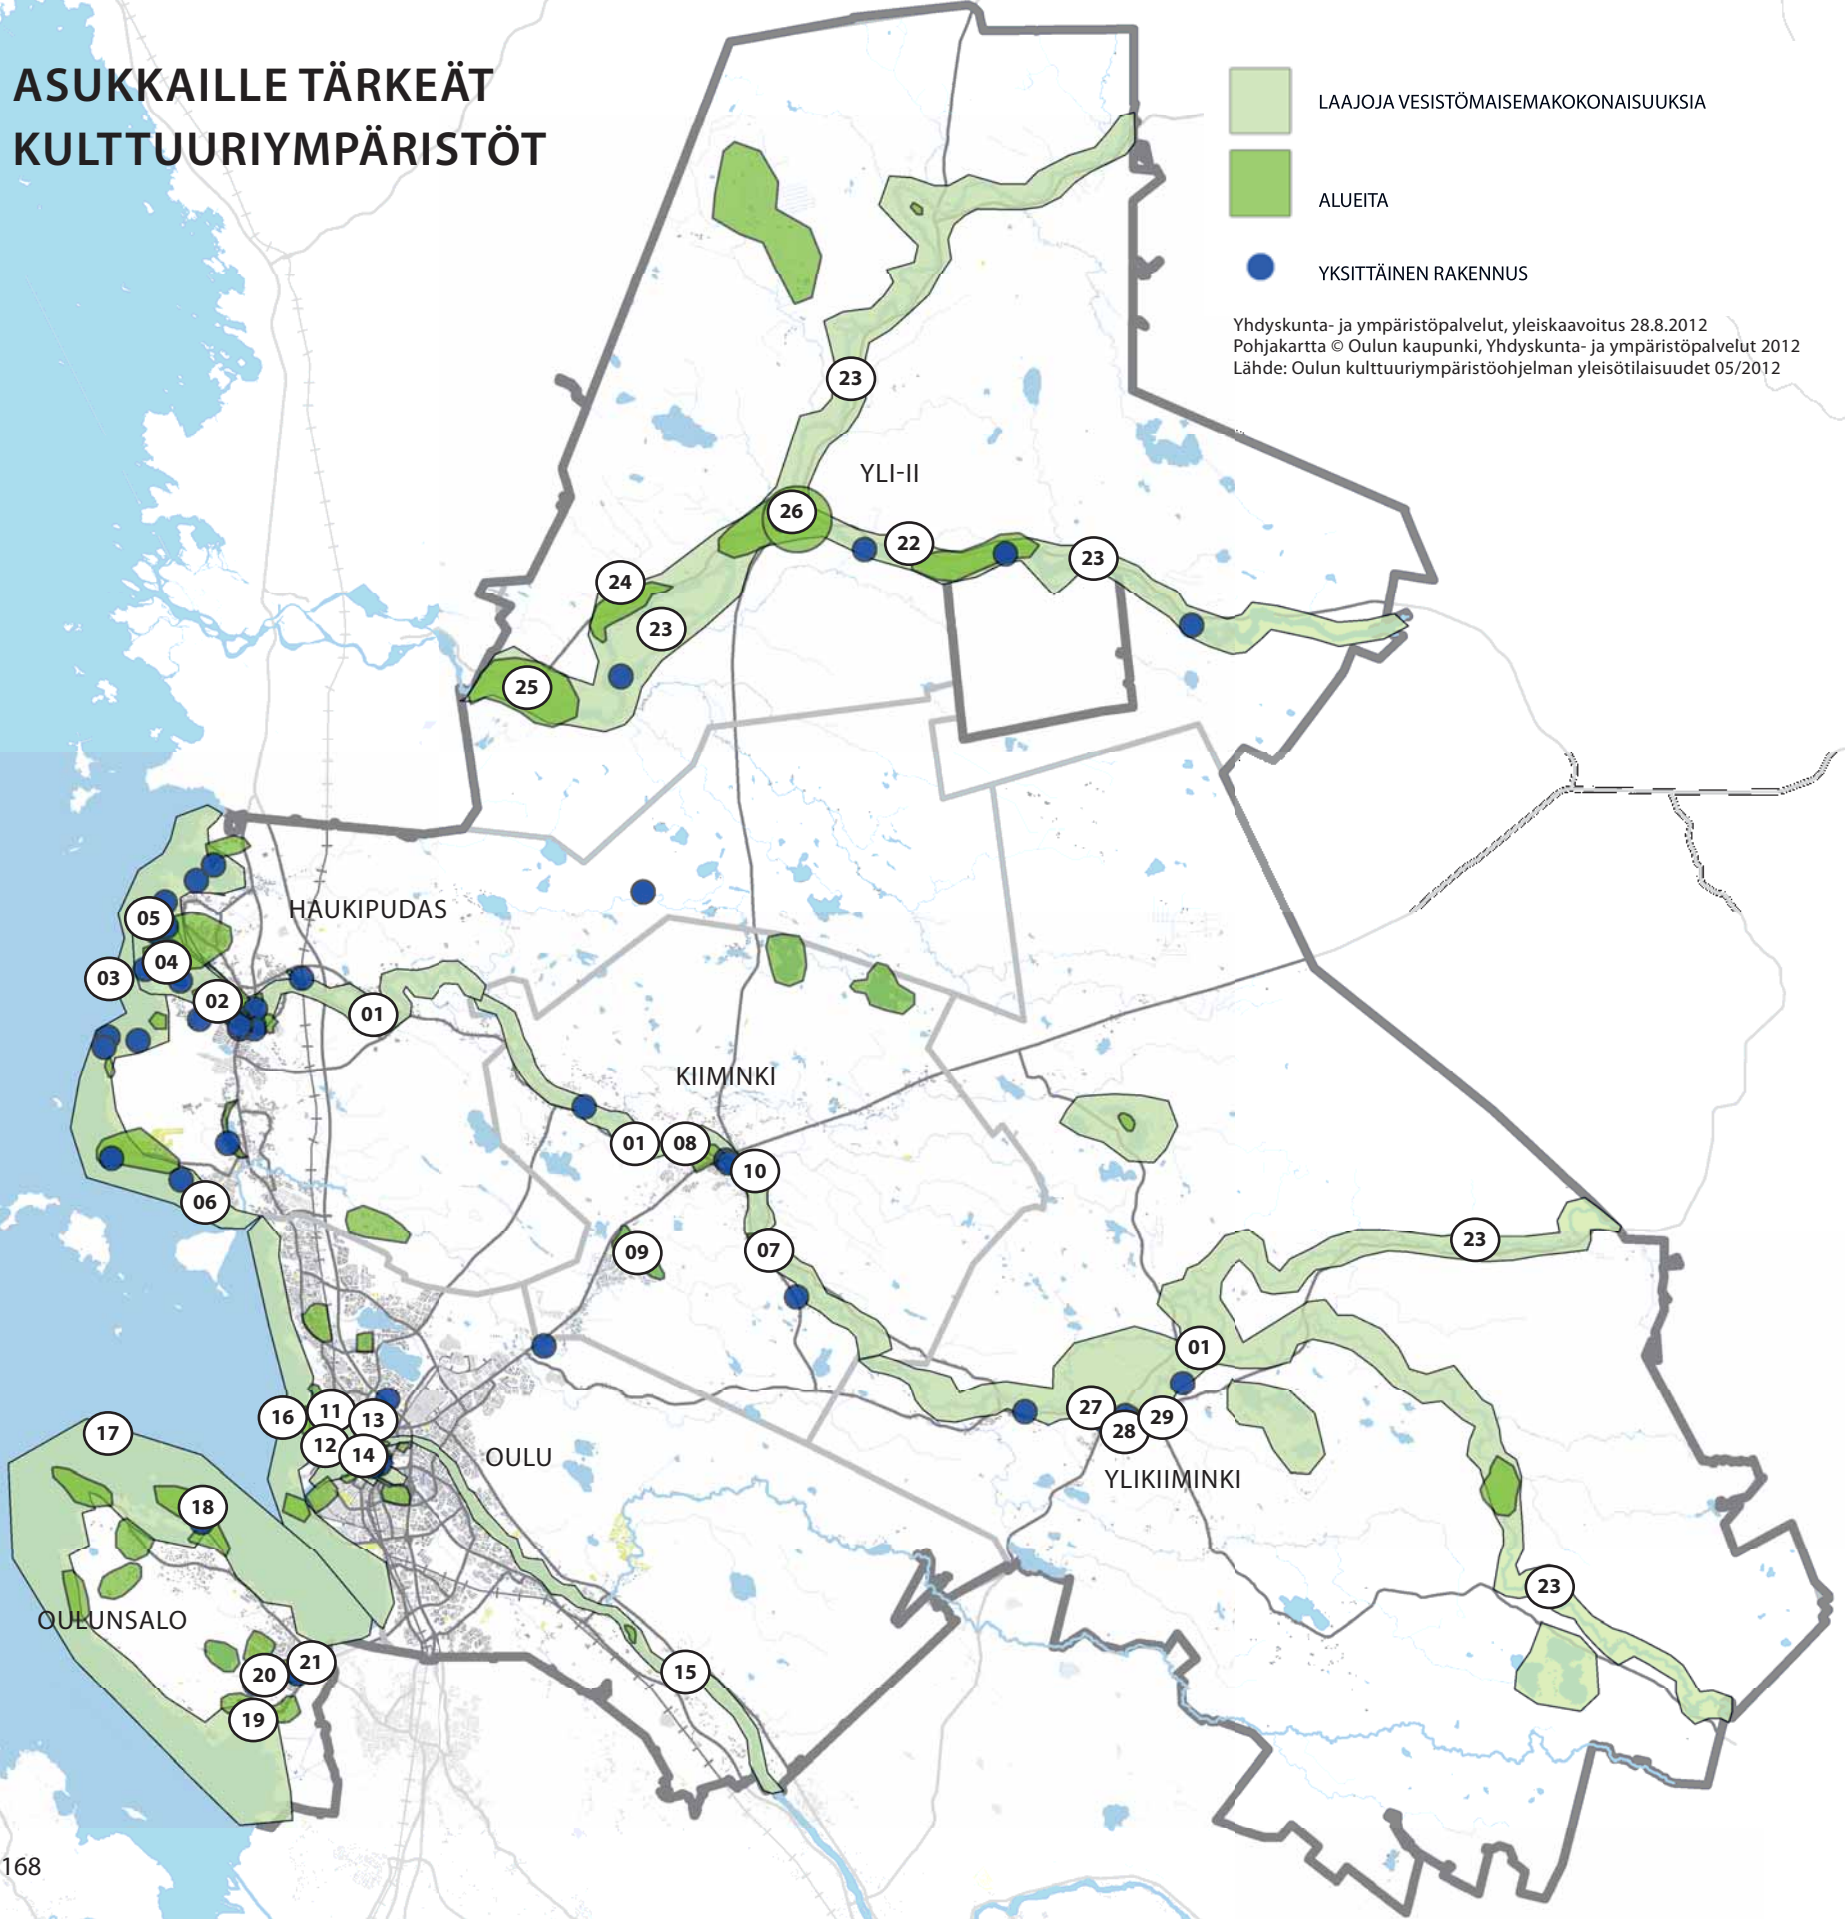 ASUKKAILLE TÄRKEÄT
KULTTUURIYMPÄRISTÖT
LAAJOJA VESISTÖMAISEMAKOKONAISUUKSIA
ALUEITA
YKSITTÄINEN RAKENNUS
Yhdyskunta- ja ympäristöpalvelut, yleiskaavoitus 28.8.2012
Pohjakartta © Oulun kaupunki, Yhdyskunta- ja ympäristöpalvelut 2012
Lähde: Oulun kulttuuriympäristöohjelman yleisötilaisuudet 05/2012
23
YLI-II
26
22
23
24
23
25
HAUKIPUDAS
05
04
03
02
01
KIIMINKI
01
08
10
06
09
07
23
01
16
11
13
12
14
17
OULU
27
28
29
YLIKIIMINKI
18
23
OULUNSALO
20
21
15
19
168